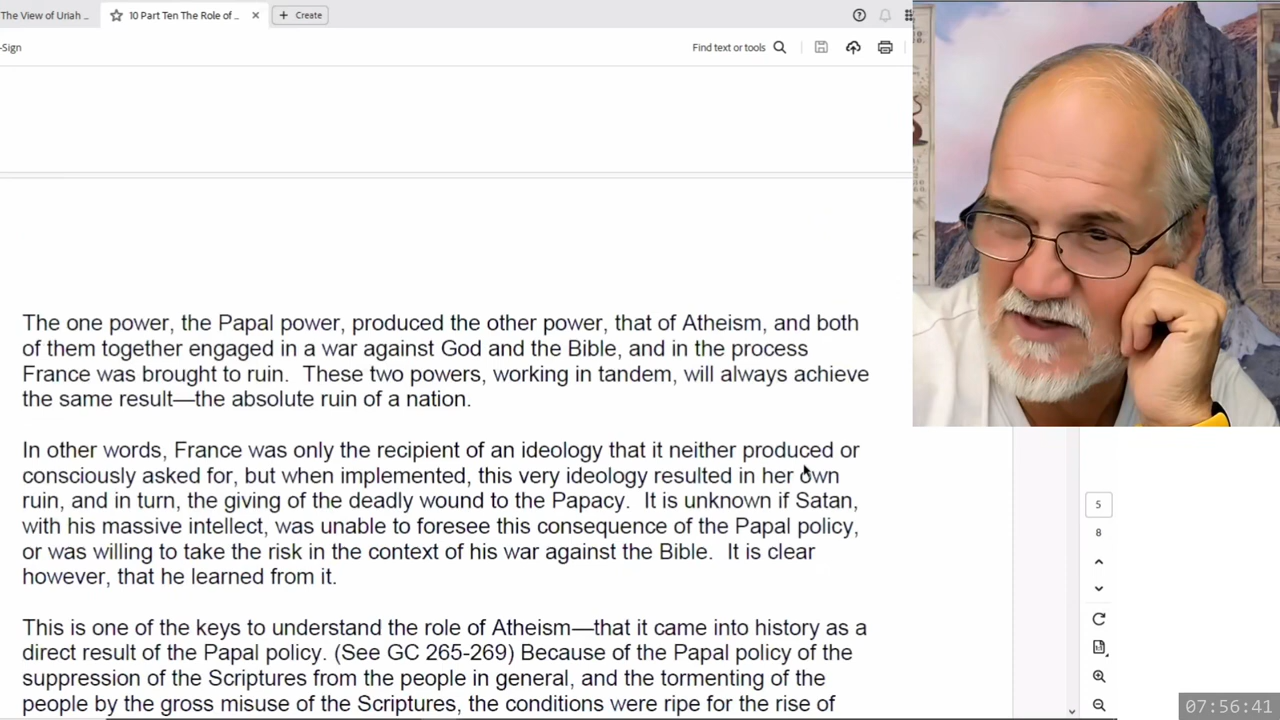 The View of Uriah ...
10 Part Ten The Role of ...
Create
-Sign
Find text or tools
The one power, the Papal power, produced the other power, that of Atheism, and both
of them together engaged in a war against God and the Bible, and in the process
France was brought to ruin.  These two powers, working in tandem, will always achieve
the same result—the absolute ruin of a nation.
In other words, France was only the recipient of an ideology that it neither produced or
consciously asked for, but when implemented, this very ideology resulted in her own
ruin, and in turn, the giving of the deadly wound to the Papacy.  It is unknown if Satan,
with his massive intellect, was unable to foresee this consequence of the Papal policy,
or was willing to take the risk in the context of his war against the Bible.  It is clear
however, that he learned from it.
This is one of the keys to understand the role of Atheism—that it came into history as a
direct result of the Papal policy. (See GC 265-269) Because of the Papal policy of the
suppression of the Scriptures from the people in general, and the tormenting of the
people by the gross misuse of the Scriptures, the conditions were ripe for the rise of
5
8
07:56:41